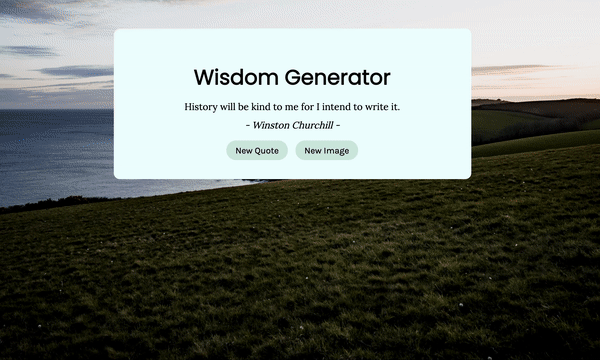 Wisdom Generator
History will be kind to me for I intend to write it.
- Winston Churchill -
New Quote New Image